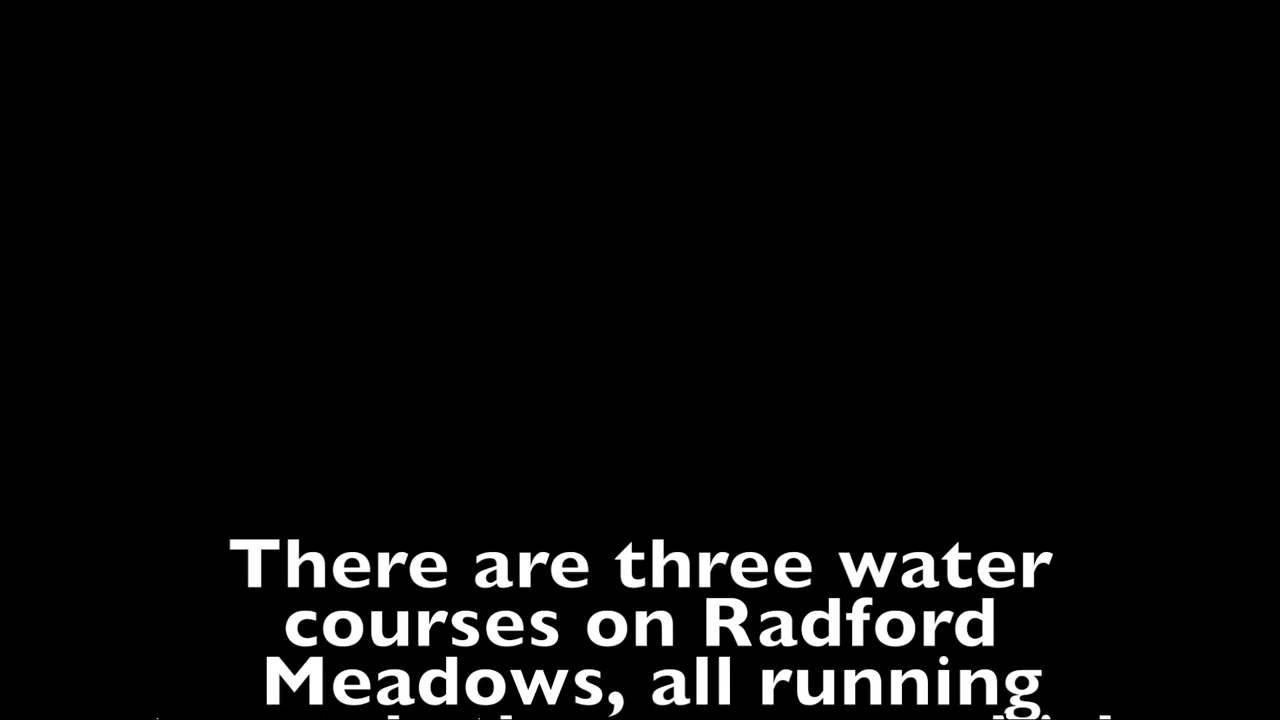 There are three water
courses on Radford
Meadows, all running